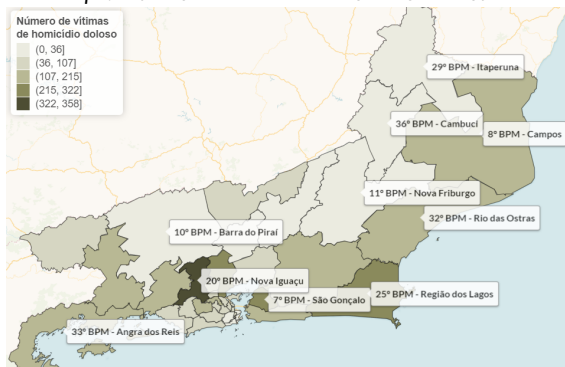 Número de vítimas
de homicídio doloso
(0, 36]
(36, 107]
(107, 215]
(215, 322]
(322, 358]
29º BPM - Itaperuna
36º BPM - Cambuci
8º BPM - Campos
11º BPM - Nova Friburgo
32º BPM - Rio das Ostras
10º BPM - Barra do Piraí
20º BPM - Nova Iguaçu
7º BPM - São Gonçalo
25º BPM - Região dos Lagos
33º BPM - Angra dos Reis